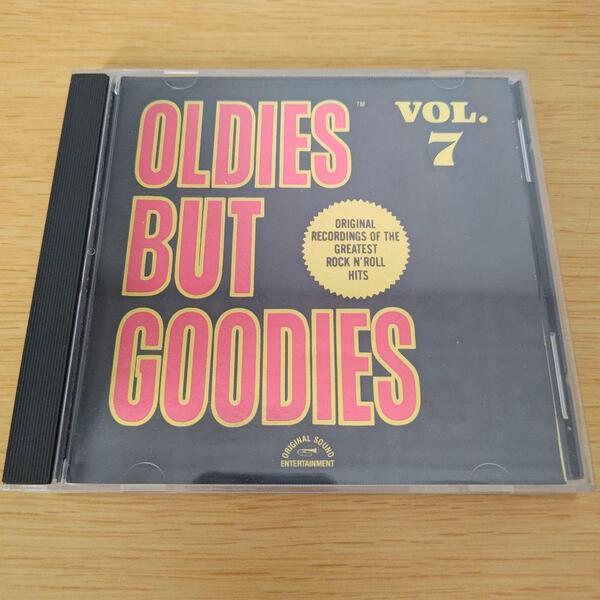 OLDIES™
BUT
GOODIES
VOL.
7
ORIGINAL
RECORDINGS OF THE
GREATEST
ROCK N' ROLL
HITS
ORIGINAL SOUND
ENTERTAINMENT